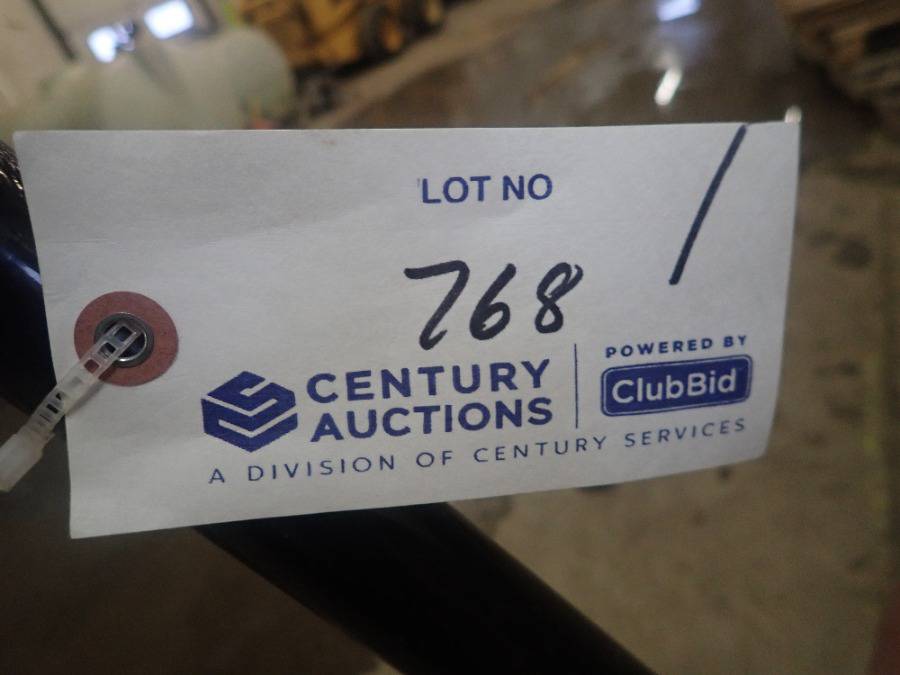 LOT NO /
768
CENTURY AUCTIONS
POWERED BY
ClubBid
A DIVISION OF CENTURY SERVICES